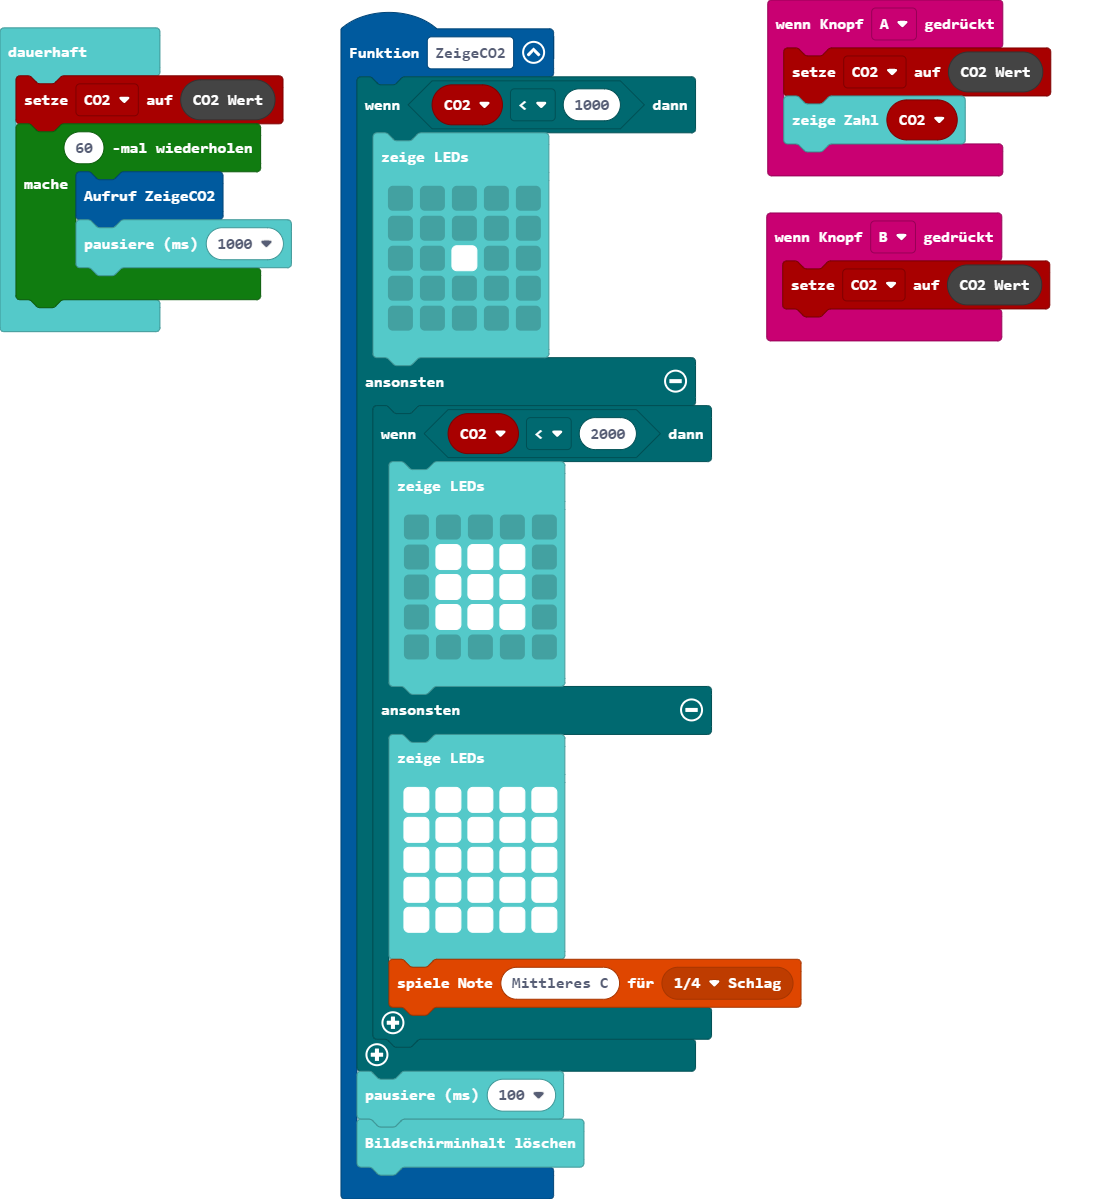 dauerhaft
setze CO2 auf CO2 Wert
60 -mal wiederholen
mache
Aufruf ZeigeCO2
pausiere (ms) 1000
Funktion ZeigeCO2
wenn CO2 < 1000 dann
zeige LEDs
ansonsten
wenn CO2 < 2000 dann
zeige LEDs
ansonsten
zeige LEDs
spiele Note Mittleres C für 1/4 Schlag
pausiere (ms) 100
Bildschirminhalt löschen
wenn Knopf A gedrückt
setze CO2 auf CO2 Wert
zeige Zahl CO2
wenn Knopf B gedrückt
setze CO2 auf CO2 Wert